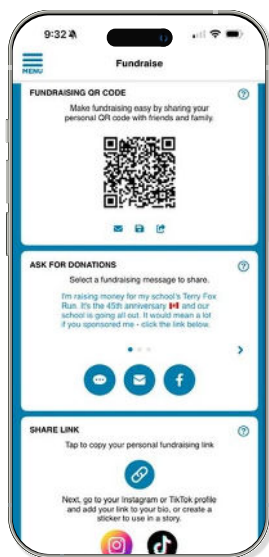 9:32
MENU
Fundraise
FUNDRAISING QR CODE
Make fundraising easy by sharing your
personal QR code with friends and family.
ASK FOR DONATIONS
Select a fundraising message to share.
I'm raising money for my school's Terry Fox
Run. It's the 45th anniversary 🇨🇦 and our
school is going all out. It would mean a lot
if you sponsored me - click the link below.
SHARE LINK
Tap to copy your personal fundraising link
Next, go to your Instagram or TikTok profile
and add your link to your bio, or create a
sticker to use in a story.